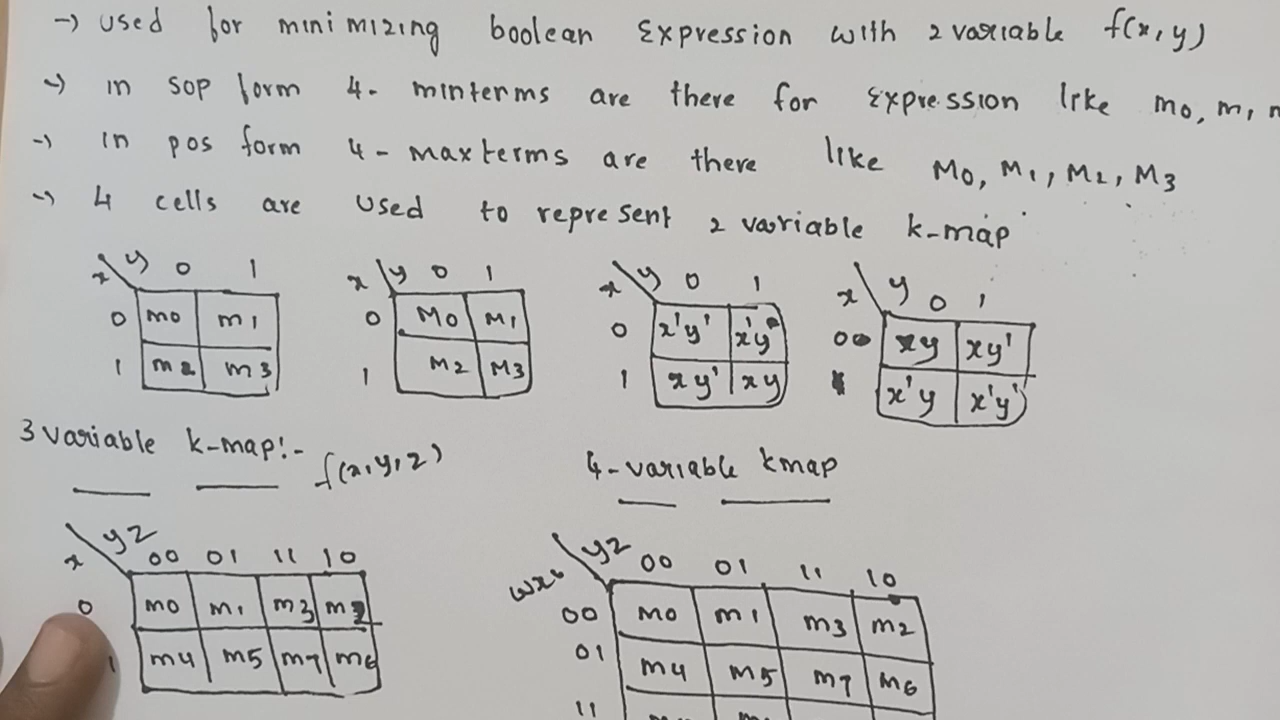 → used for minimizing boolean Expression with 2 variable f(x,y)
→ in sop form 4- minterms are there for Expression like m0, m1
→ in pos form 4- maxterms are there like M0, M1, M2, M3
→ 4 cells are used to represent 2 variable k-map
x y 0 1 x y 0 1 x y 0 1 x y 0 1
0 m0 m1 0 M0 M1 0 x'y' x'y 0 xy xy'
1 m2 m3 1 M2 M3 1 xy' xy x'y x'y'
3 variable k-map:- f(x,y,z) 4-variable kmap
x yz 00 01 11 10 wx yz 00 01 11 10
0 m0 m1 m3 m2 00 m0 m1 m3 m2
1 m4 m5 m7 m6 01 m4 m5 m7 m6
11